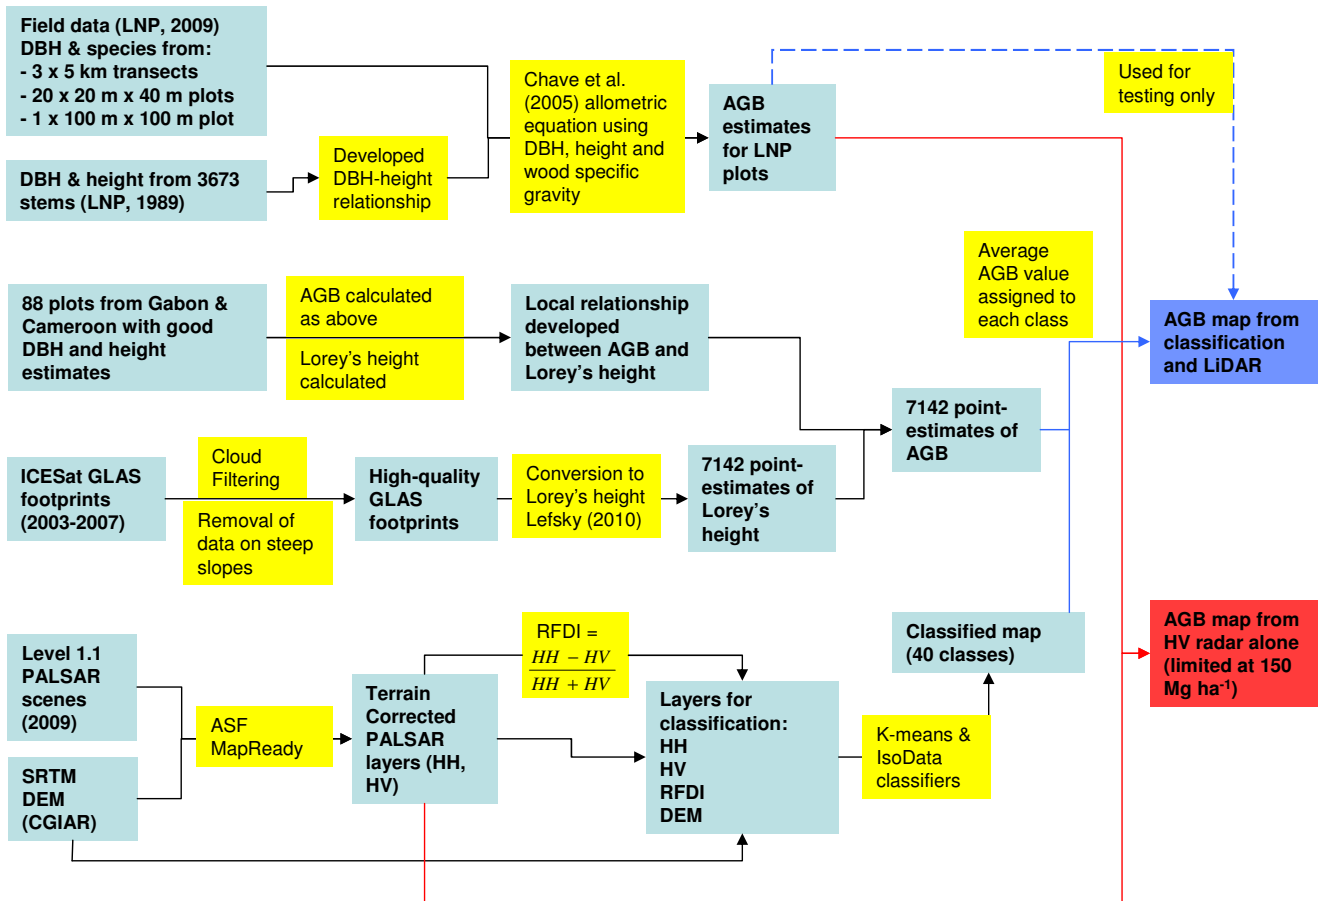 Field data (LNP, 2009)
DBH & species from:
- 3 x 5 km transects
- 20 x 20 m x 40 m plots
- 1 x 100 m x 100 m plot
DBH & height from 3673
stems (LNP, 1989)
Developed
DBH-height
relationship
Chave et al.
(2005) allometric
equation using
DBH, height and
wood specific
gravity
AGB
estimates
for LNP
plots
Used for
testing only
88 plots from Gabon &
Cameroon with good
DBH and height
estimates
AGB calculated
as above
Lorey's height
calculated
Local relationship
developed
between AGB and
Lorey's height
Average
AGB value
assigned to
each class
AGB map from
classification
and LiDAR
7142 point-
estimates of
AGB
ICESat GLAS
footprints
(2003-2007)
Cloud
Filtering
Removal of
data on steep
slopes
High-quality
GLAS
footprints
Conversion to
Lorey's height
Lefsky (2010)
7142 point-
estimates of
Lorey's
height
Level 1.1
PALSAR
scenes
(2009)
SRTM
DEM
(CGIAR)
ASF
MapReady
Terrain
Corrected
PALSAR
layers (HH,
HV)
RFDI =
HH − HV
HH + HV
Layers for
classification:
HH
HV
RFDI
DEM
K-means &
IsoData
classifiers
Classified map
(40 classes)
AGB map from
HV radar alone
(limited at 150
Mg ha⁻¹)